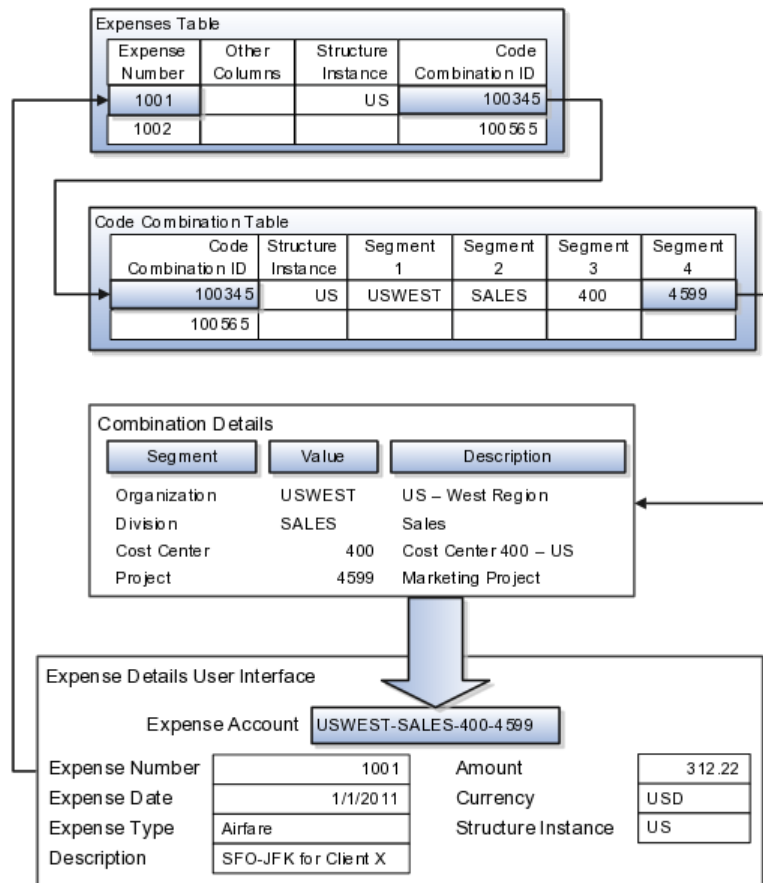 Expenses Table
Expense Other Structure Code
Number Columns Instance Combination ID
1001 US 100345
1002 100565
Code Combination Table
Code Structure Segment Segment Segment Segment
Combination ID Instance 1 2 3 4
100345 US USWEST SALES 400 4599
100565
Combination Details
Segment Value Description
Organization USWEST US – West Region
Division SALES Sales
Cost Center 400 Cost Center 400 – US
Project 4599 Marketing Project
Expense Details User Interface
Expense Account USWEST-SALES-400-4599
Expense Number 1001 Amount 312.22
Expense Date 1/1/2011 Currency USD
Expense Type Airfare Structure Instance US
Description SFO-JFK for Client X